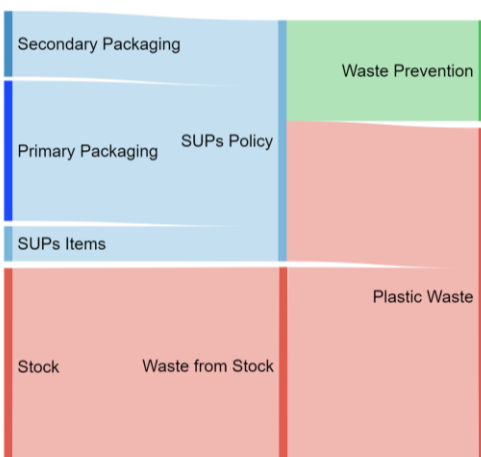 Secondary Packaging
Waste Prevention
SUPs Policy
Primary Packaging
SUPs Items
Plastic Waste
Stock
Waste from Stock